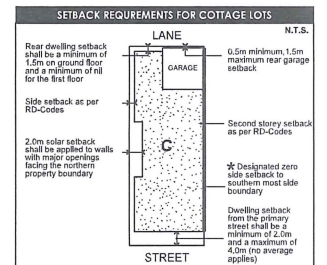 SETBACK REQUREMENTS FOR COTTAGE LOTS
N.T.S.
LANE
Rear dwelling setback
shall be a minimum of
1.5m on ground floor
and a minimum of nil
for the first floor
GARAGE
0.5m minimum,1.5m
maximum rear garage
setback
Side setback as per
RD-Codes
Second storey setback
as per RD-Codes
2.0m solar setback
shall be applied to walls
with major openings
facing the northern
property boundary
C
* Designated zero
side setback to
southern most side
boundary
Dwelling setback
from the primary
street shall be a
minimum of 2.0m
and a maximum of
4.0m (no average
applies)
STREET